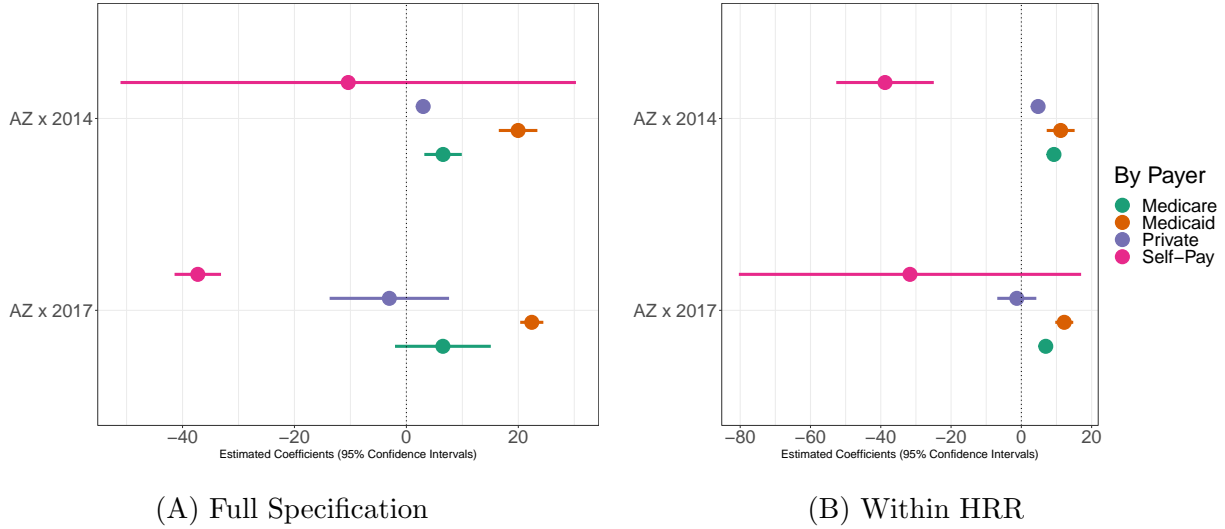 AZ x 2014
AZ x 2017
−40
−20
0
20
Estimated Coefficients (95% Confidence Intervals)
(A) Full Specification
AZ x 2014
AZ x 2017
−80
−60
−40
−20
0
20
Estimated Coefficients (95% Confidence Intervals)
(B) Within HRR
By Payer
Medicare
Medicaid
Private
Self−Pay